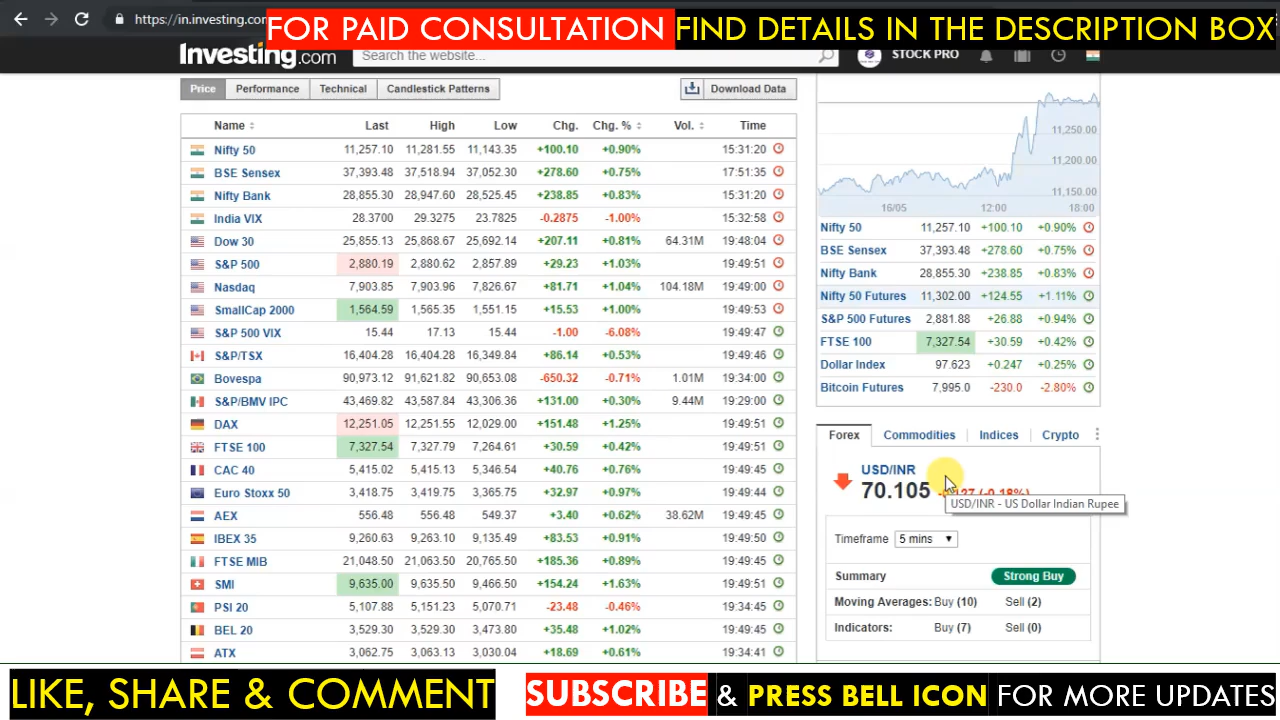 https://in.investing.com
FOR PAID CONSULTATION FIND DETAILS IN THE DESCRIPTION BOX
Investing.com Search the website... STOCK PRO
Price Performance Technical Candlestick Patterns Download Data
Name Last High Low Chg. Chg. % Vol. Time
Nifty 50 11,257.10 11,281.55 11,143.35 +100.10 +0.90% 15:31:20
BSE Sensex 37,393.48 37,518.94 37,052.30 +278.60 +0.75% 17:51:35
Nifty Bank 28,855.30 28,947.60 28,525.45 +238.85 +0.83% 15:31:20
India VIX 28.3700 29.3275 23.7825 -0.2875 -1.00% 15:32:58
Dow 30 25,855.13 25,868.67 25,692.14 +207.11 +0.81% 64.31M 19:48:04
S&P 500 2,880.19 2,880.62 2,857.89 +29.23 +1.03% 19:49:51
Nasdaq 7,903.85 7,903.96 7,826.67 +81.71 +1.04% 104.18M 19:49:00
SmallCap 2000 1,564.59 1,565.35 1,551.15 +15.53 +1.00% 19:49:53
S&P 500 VIX 15.44 17.13 15.44 -1.00 -6.08% 19:49:47
S&P/TSX 16,404.28 16,404.28 16,349.84 +86.14 +0.53% 19:49:46
Bovespa 90,973.12 91,621.82 90,653.08 -650.32 -0.71% 1.01M 19:34:00
S&P/BMV IPC 43,469.82 43,587.84 43,306.36 +131.00 +0.30% 9.44M 19:29:00
DAX 12,251.05 12,251.55 12,029.00 +151.48 +1.25% 19:49:51
FTSE 100 7,327.54 7,327.79 7,264.61 +30.59 +0.42% 19:49:51
CAC 40 5,415.02 5,415.13 5,346.54 +40.76 +0.76% 19:49:45
Euro Stoxx 50 3,418.75 3,418.75 3,375.71 +32.97 +0.97% 19:49:44
AEX 556.48 556.48 549.37 +3.40 +0.62% 38.62M 19:49:45
IBEX 35 9,260.63 9,263.10 9,135.49 +83.53 +0.91% 19:49:50
FTSE MIB 21,048.50 21,063.50 20,765.50 +185.36 +0.89% 19:49:45
SMI 9,635.00 9,635.50 9,466.50 +154.24 +1.63% 19:49:51
PSI 20 5,107.88 5,151.23 5,070.71 -23.48 -0.46% 19:34:45
BEL 20 3,529.30 3,529.30 3,473.80 +35.48 +1.02% 19:49:45
ATX 3,062.75 3,063.13 3,030.04 +18.69 +0.61% 19:34:41
11,250.00
11,200.00
11,150.00
16/05 12:00 18:00
Nifty 50 11,257.10 +100.10 +0.90%
BSE Sensex 37,393.48 +278.60 +0.75%
Nifty Bank 28,855.30 +238.85 +0.83%
Nifty 50 Futures 11,302.00 +124.55 +1.11%
S&P 500 Futures 2,881.88 +26.88 +0.94%
FTSE 100 7,327.54 +30.59 +0.42%
Dollar Index 97.623 +0.247 +0.25%
Bitcoin Futures 7,995.0 -230.0 -2.80%
Forex Commodities Indices Crypto
USD/INR
70.105 (-0.18%)
USD/INR - US Dollar Indian Rupee
Timeframe 5 mins
Summary Strong Buy
Moving Averages: Buy (10) Sell (2)
Indicators: Buy (7) Sell (0)
LIKE, SHARE & COMMENT SUBSCRIBE & PRESS BELL ICON FOR MORE UPDATES